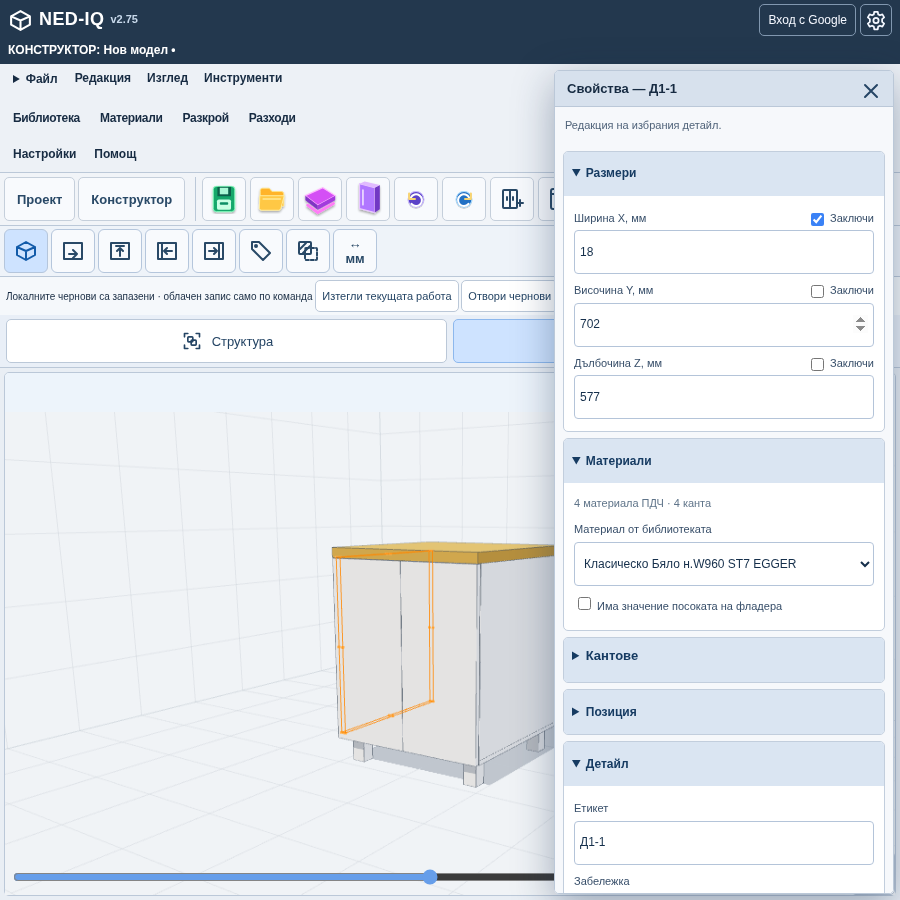 NED-IQ v2.75
Вход с Google
КОНСТРУКТОР: Нов модел •
Файл Редакция Изглед Инструменти
Библиотека Материали Разкрой Разходи
Настройки Помощ
Проект Конструктор
↔
мм
Локалните чернови са запазени · облачен запис само по команда Изтегли текущата работа Отвори чернови
Структура
Свойства — Д1-1
Редакция на избрания детайл.
Размери
Ширина X, мм Заключи
18
Височина Y, мм Заключи
702
Дълбочина Z, мм Заключи
577
Материали
4 материала ПДЧ · 4 канта
Материал от библиотеката
Класическо Бяло н.W960 ST7 EGGER
Има значение посоката на фладера
Кантове
Позиция
Детайл
Етикет
Д1-1
Забележка